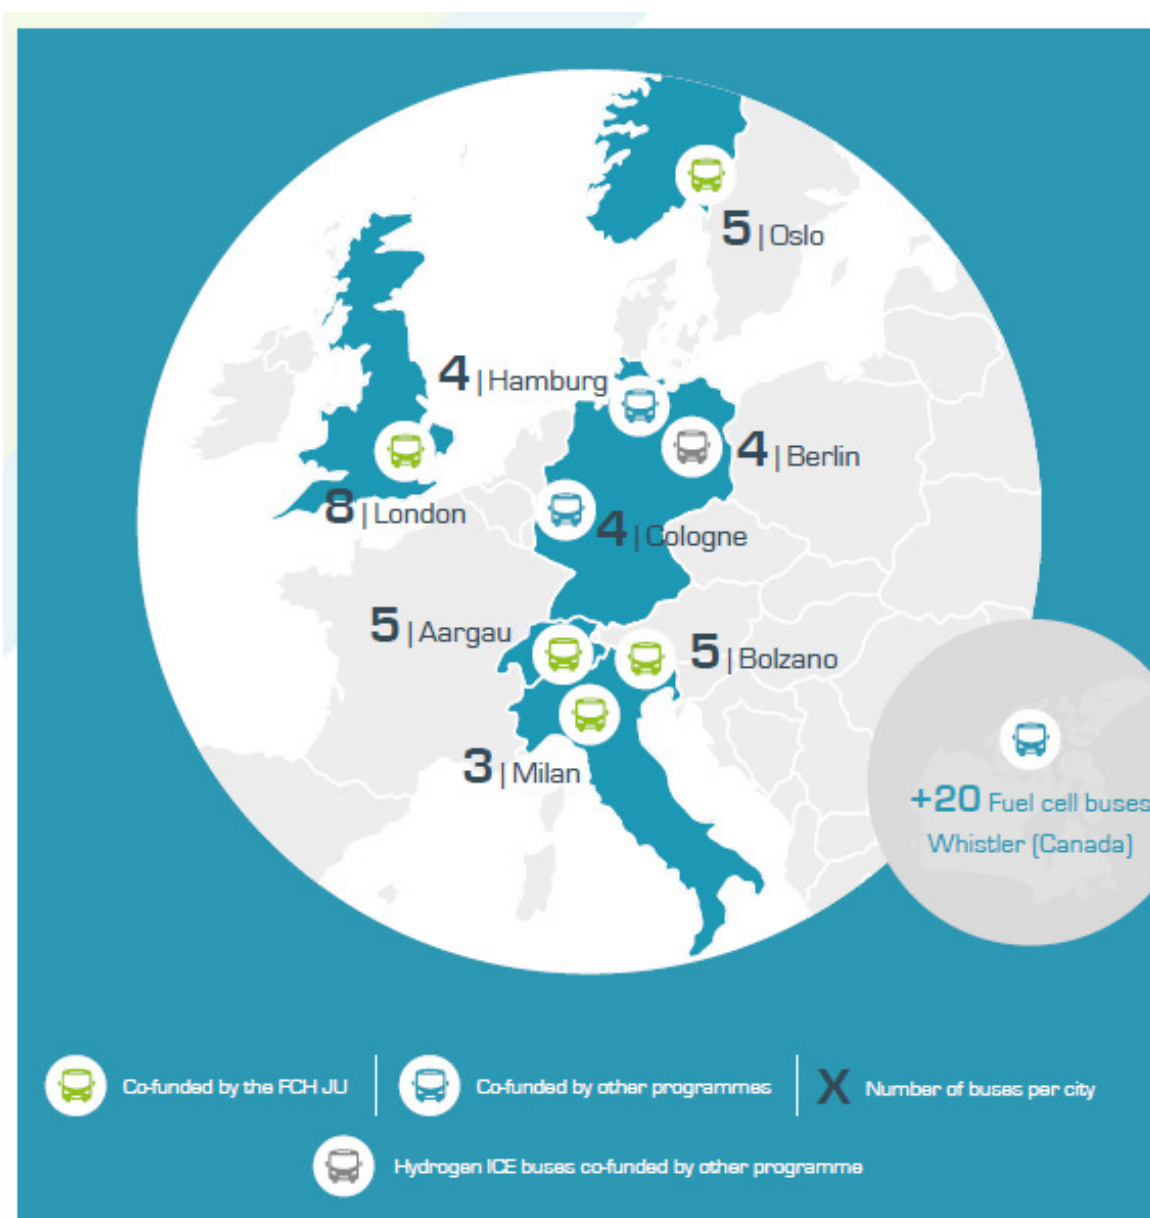 5 | Oslo
4 | Hamburg
4 | Berlin
8 | London
4 | Cologne
5 | Aargau
5 | Bolzano
3 | Milan
+20 Fuel cell buses
Whistler (Canada)
Co-funded by the FCH JU
Co-funded by other programmes
X Number of buses per city
Hydrogen ICE buses co-funded by other programme